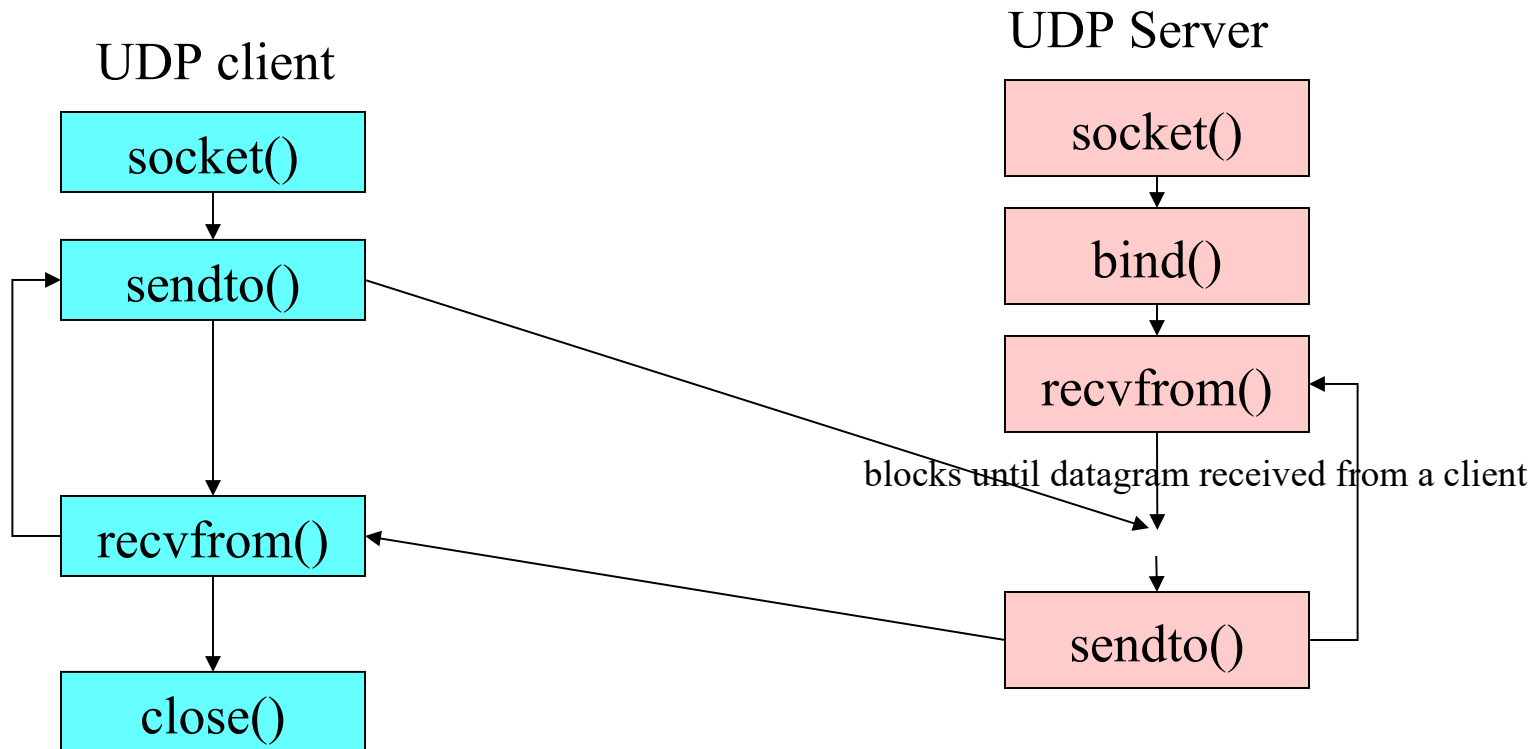 UDP client
socket()
sendto()
recvfrom()
close()
UDP Server
socket()
bind()
recvfrom()
blocks until datagram received from a client
sendto()